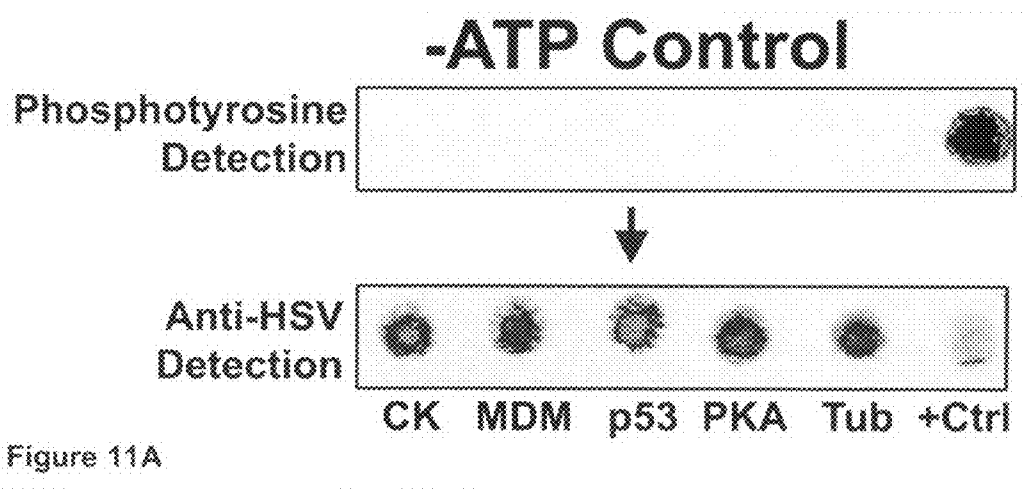 -ATP Control
Phosphotyrosine
Detection
Anti-HSV
Detection
CK MDM p53 PKA Tub +Ctrl
Figure 11A